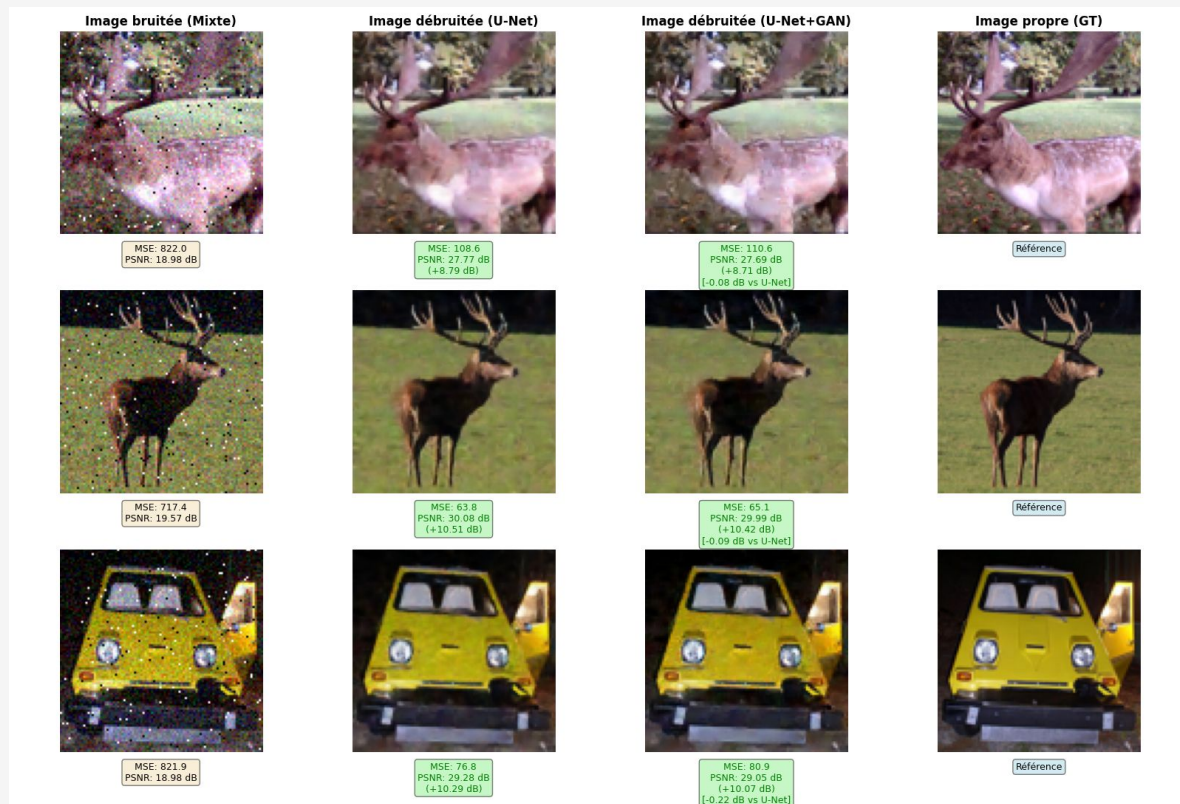 Image bruitée (Mixte)
Image débruitée (U-Net)
Image débruitée (U-Net+GAN)
Image propre (GT)
MSE: 822.0
PSNR: 18.98 dB
MSE: 108.6
PSNR: 27.77 dB
(+8.79 dB)
MSE: 110.6
PSNR: 27.69 dB
(+8.71 dB)
[-0.08 dB vs U-Net]
Référence
MSE: 717.4
PSNR: 19.57 dB
MSE: 63.8
PSNR: 30.08 dB
(+10.51 dB)
MSE: 65.1
PSNR: 29.99 dB
(+10.42 dB)
[-0.09 dB vs U-Net]
Référence
MSE: 821.9
PSNR: 18.98 dB
MSE: 76.8
PSNR: 29.28 dB
(+10.29 dB)
MSE: 80.9
PSNR: 29.05 dB
(+10.07 dB)
[-0.22 dB vs U-Net]
Référence